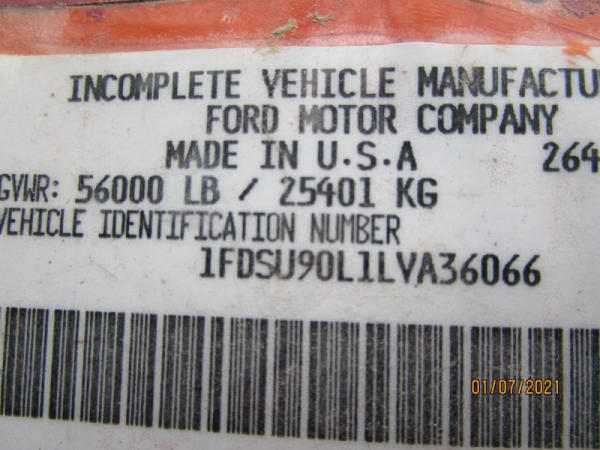 INCOMPLETE VEHICLE MANUFACTU
FORD MOTOR COMPANY
MADE IN U.S.A 264
GVWR: 56000 LB / 25401 KG
VEHICLE IDENTIFICATION NUMBER
1FDSU90L1LVA36066
01/07/2021